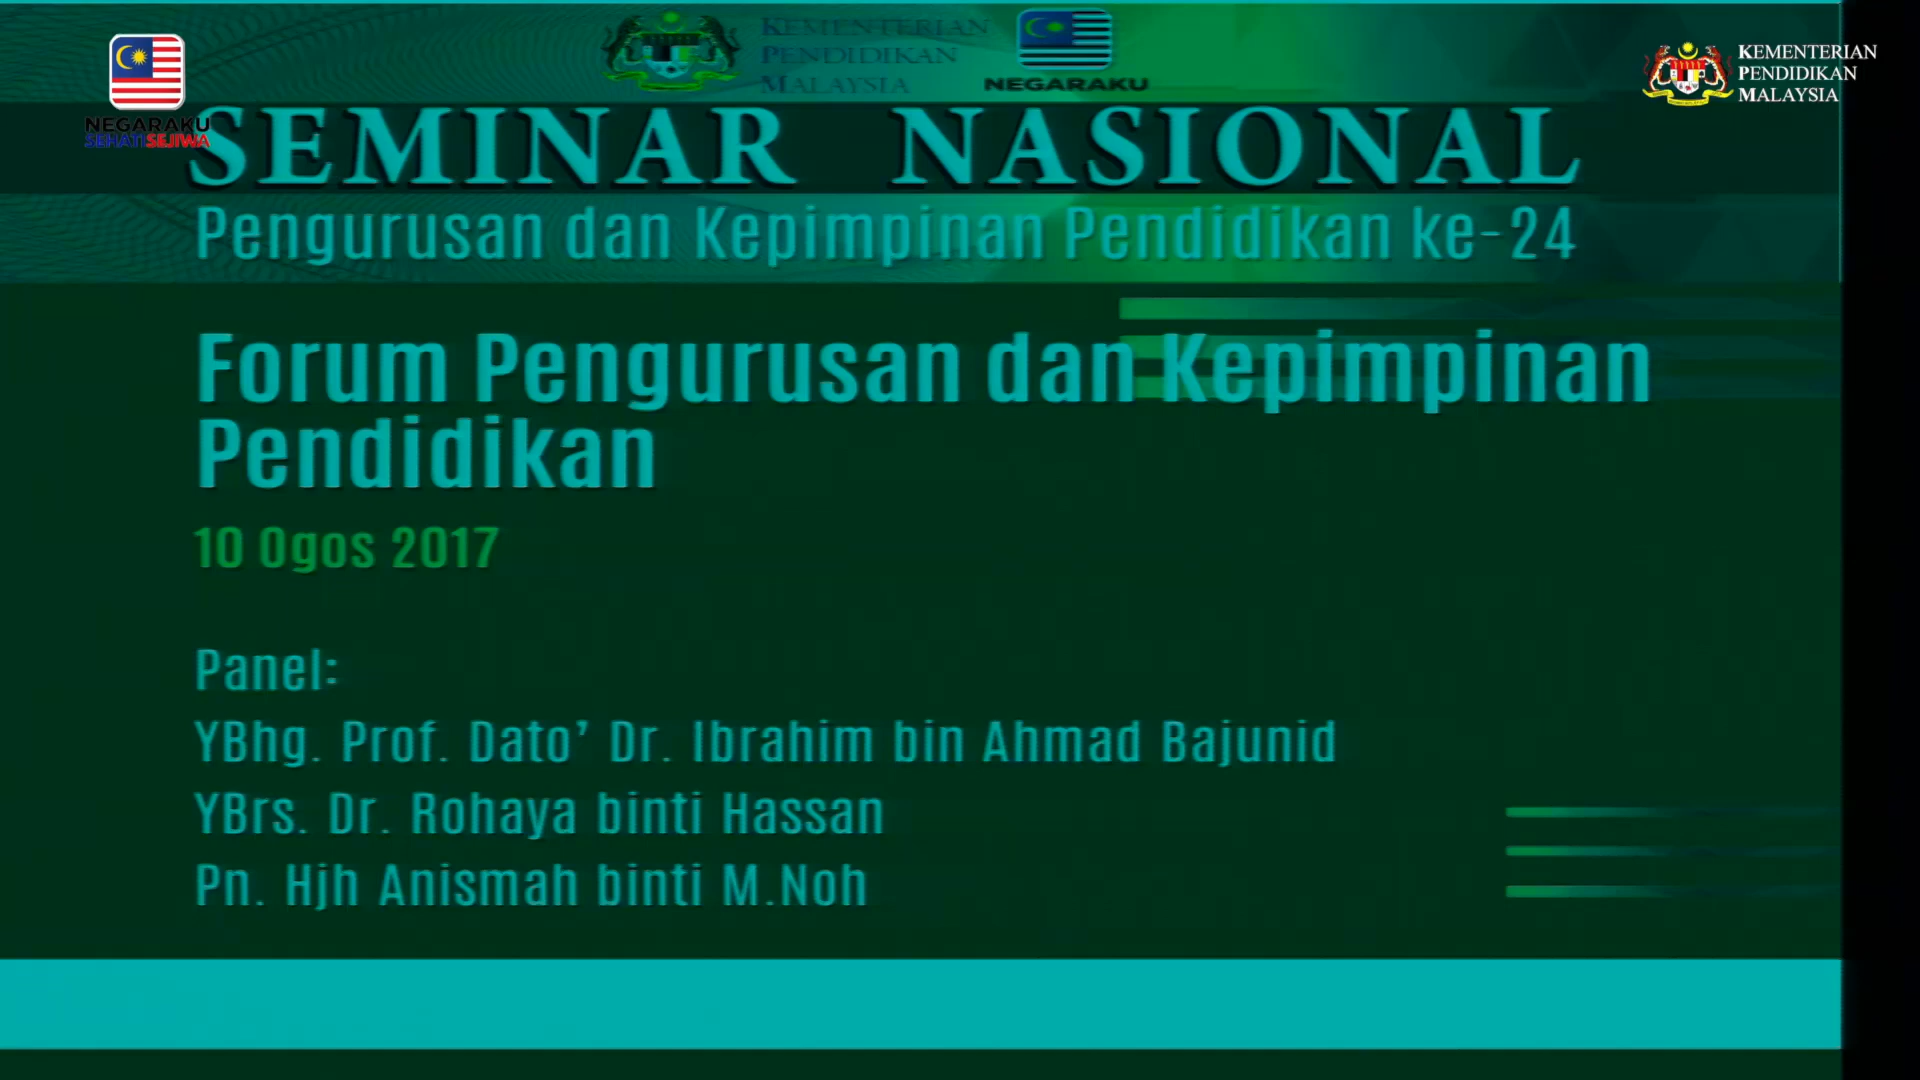 KEMENTERIAN
PENDIDIKAN
MALAYSIA
NEGARAKU
NEGARAKU
SEHATISEJIWA
KEMENTERIAN
PENDIDIKAN
MALAYSIA
SEMINAR NASIONAL
Pengurusan dan Kepimpinan Pendidikan ke-24
Forum Pengurusan dan Kepimpinan
Pendidikan
10 Ogos 2017
Panel:
YBhg. Prof. Dato’ Dr. Ibrahim bin Ahmad Bajunid
YBrs. Dr. Rohaya binti Hassan
Pn. Hjh Anismah binti M.Noh